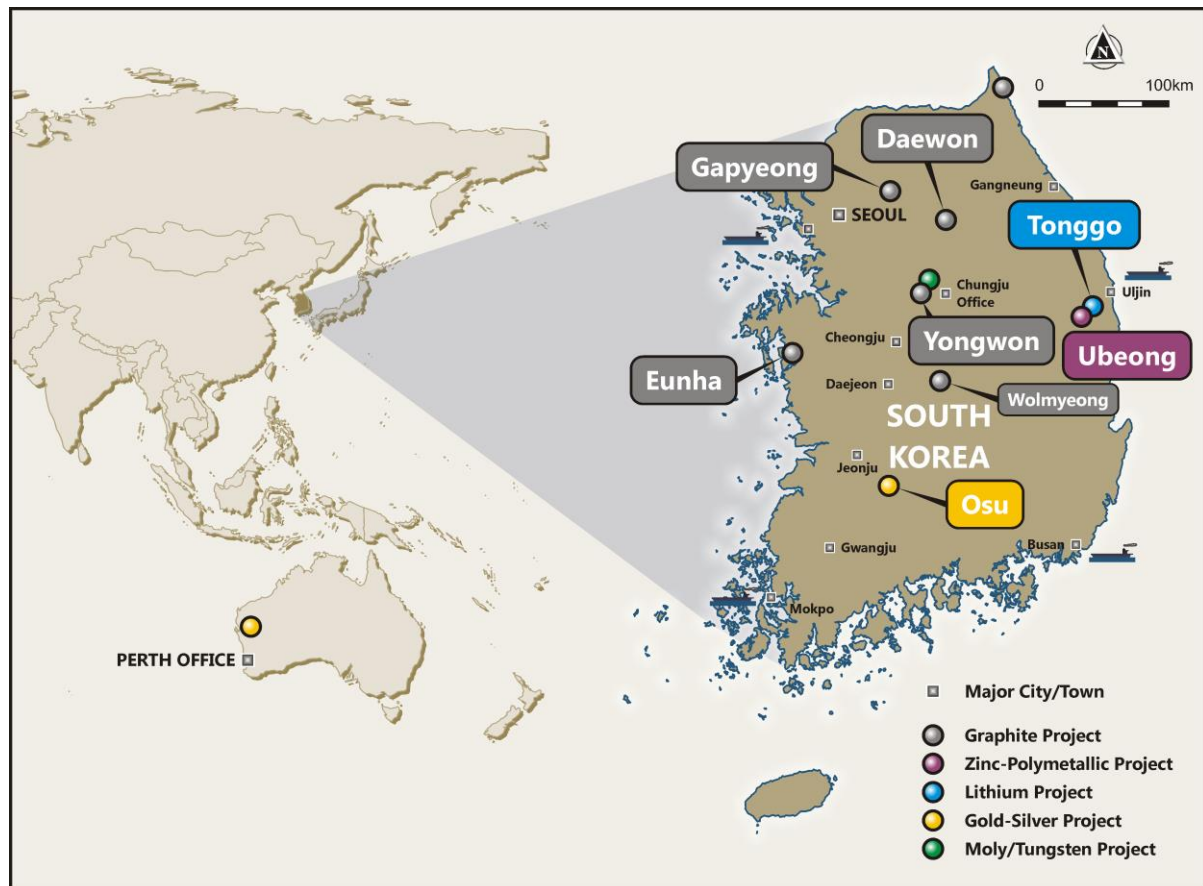 N
0 100km
Daewon
Gapyeong
Gangneung
SEOUL
Tonggo
Uljin
Chungju
Office
Cheongju
Yongwon
Ubeong
Eunha
Daejeon
Wolmyeong
SOUTH
KOREA
Jeonju
Osu
Gwangju
Busan
Mokpo
PERTH OFFICE
Major City/Town
Graphite Project
Zinc-Polymetallic Project
Lithium Project
Gold-Silver Project
Moly/Tungsten Project